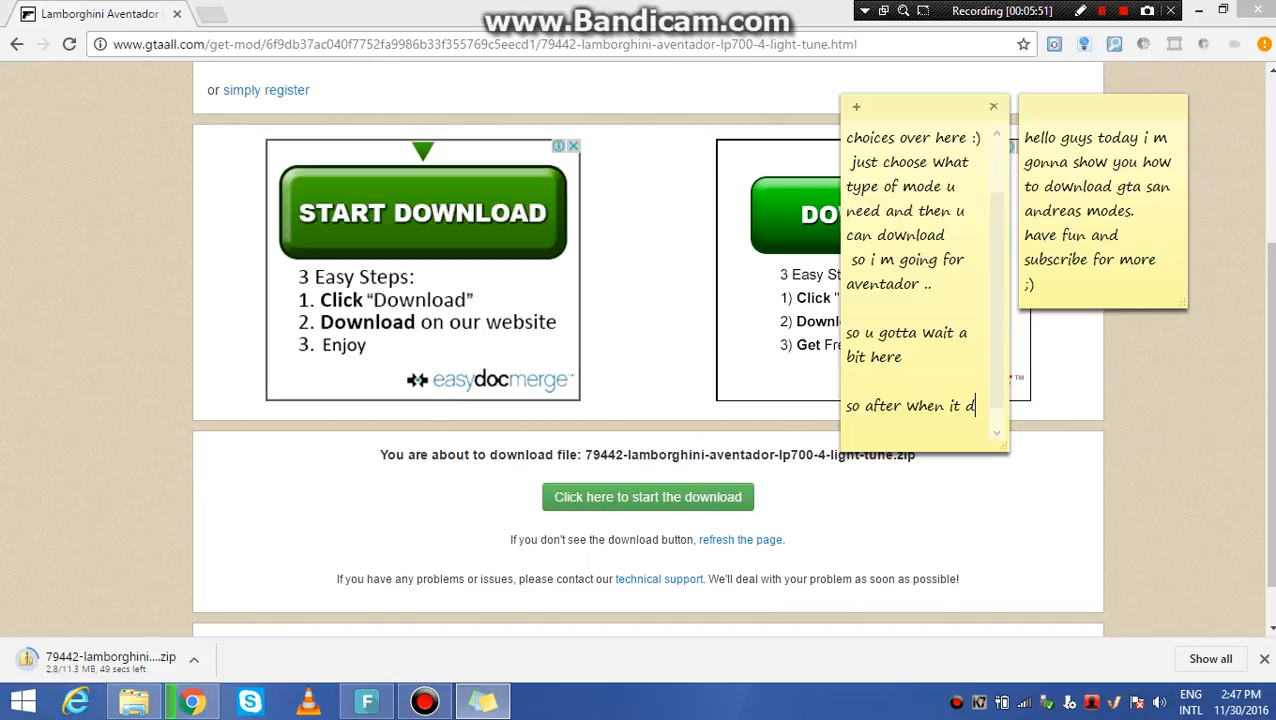 www.Bandicam.com
Recording [00:05:51]
Lamborghini Aventador
www.gtaall.com/get-mod/6f9db37ac040f7752fa9986b33f355965c5eecd1/79442-lamborghini-aventador-lp700-4-light-tune.html
or simply register
START DOWNLOAD
3 Easy Steps:
1. Click “Download”
2. Download on our website
3. Enjoy
easydocmerge™
DO
3 Easy St
1) Click "
2) Downl
3) Get Fre
TM
choices over here :)
just choose what
type of mode u
need and then u
can download
so i m going for
aventador ..
so u gotta wait a
bit here
so after when it d
hello guys today i m
gonna show you how
to download gta san
andreas modes.
have fun and
subscribe for more
;)
You are about to download file: 79442-lamborghini-aventador-lp700-4-light-tune.zip
Click here to start the download
If you don't see the download button, refresh the page.
If you have any problems or issues, please contact our technical support. We'll deal with your problem as soon as possible!
79442-lamborghini....zip
2.8/11.3 MB, 49 secs left
Show all
F
K7
ENG
INTL
2:47 PM
11/30/2016